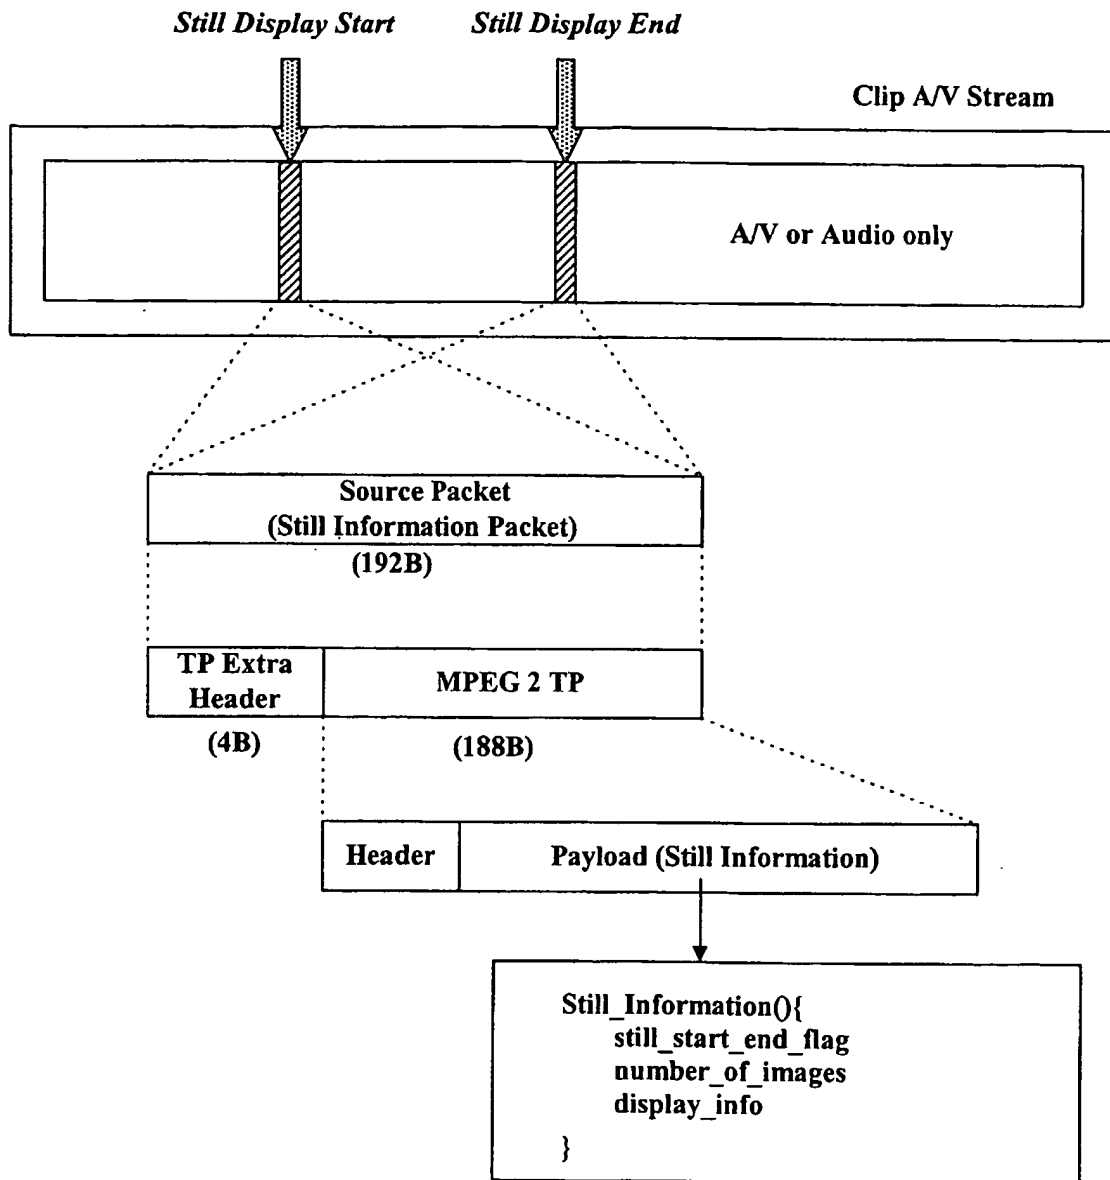 Still Display Start
Still Display End
Clip A/V Stream
A/V or Audio only
Source Packet
(Still Information Packet)
(192B)
TP Extra
Header
MPEG 2 TP
(4B)
(188B)
Header
Payload (Still Information)
Still_Information(){
still_start_end_flag
number_of_images
display_info
}